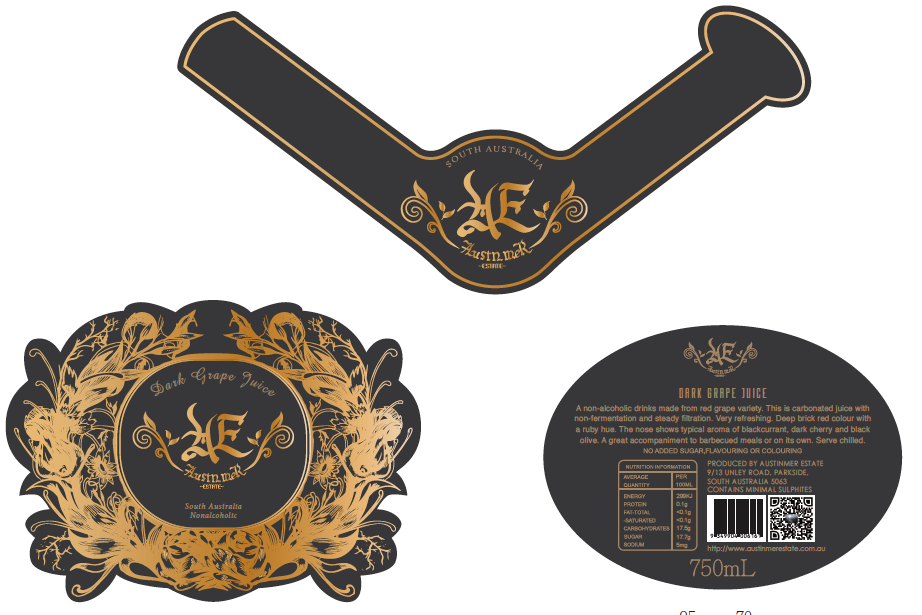 SOUTH AUSTRALIA
AE
AustinmeR
-ESTATE-
Dark Grape Juice
AE
AustinmeR
-ESTATE-
South Australia
Nonalcoholic
AE
AustinmeR
DARK GRAPE JUICE
A non-alcoholic drinks made from red grape variety. This is carbonated juice with
non-fermentation and steady filtration. Very refreshing. Deep brick red colour with
a ruby hue. The nose shows typical aroma of blackcurrant, dark cherry and black
olive. A great accompaniment to barbecued meals or on its own. Serve chilled.
NO ADDED SUGAR,FLAVOURING OR COLOURING
NUTRITION INFORMATION
AVERAGE QUANTITY PER 100ML
ENERGY 298KJ
PROTEIN 0.1g
FAT-TOTAL <0.1g
-SATURATED <0.1g
CARBOHYDRATES 17.5g
SUGAR 17.7g
SODIUM 5mg
PRODUCED BY AUSTINMER ESTATE
9/13 UNLEY ROAD, PARKSIDE,
SOUTH AUSTRALIA 5063
CONTAINS MINIMAL SULPHITES
http://www.austinmerestate.com.au
750mL